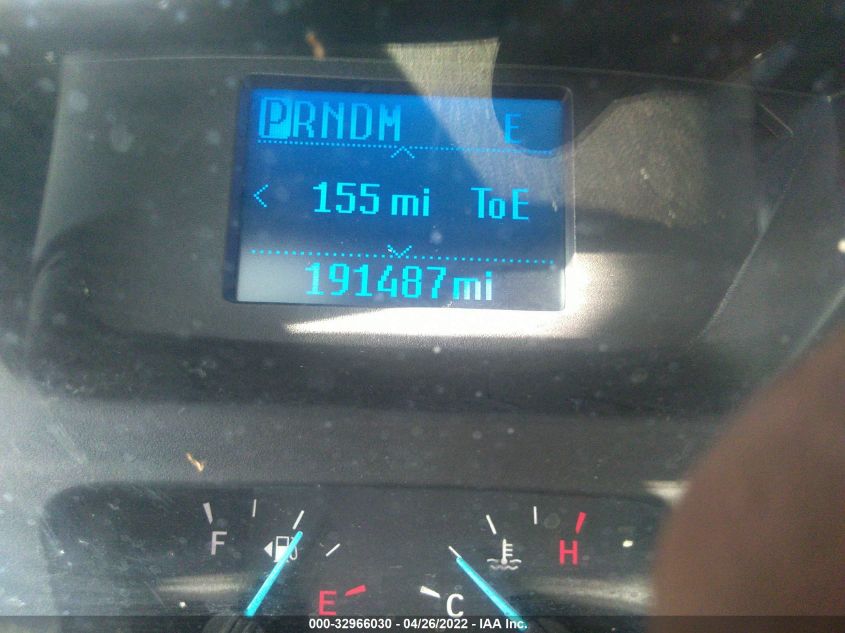 PRNDM E
155 mi ToE
191487mi
F H
E C
000-32966030 - 04/26/2022 - IAA Inc.